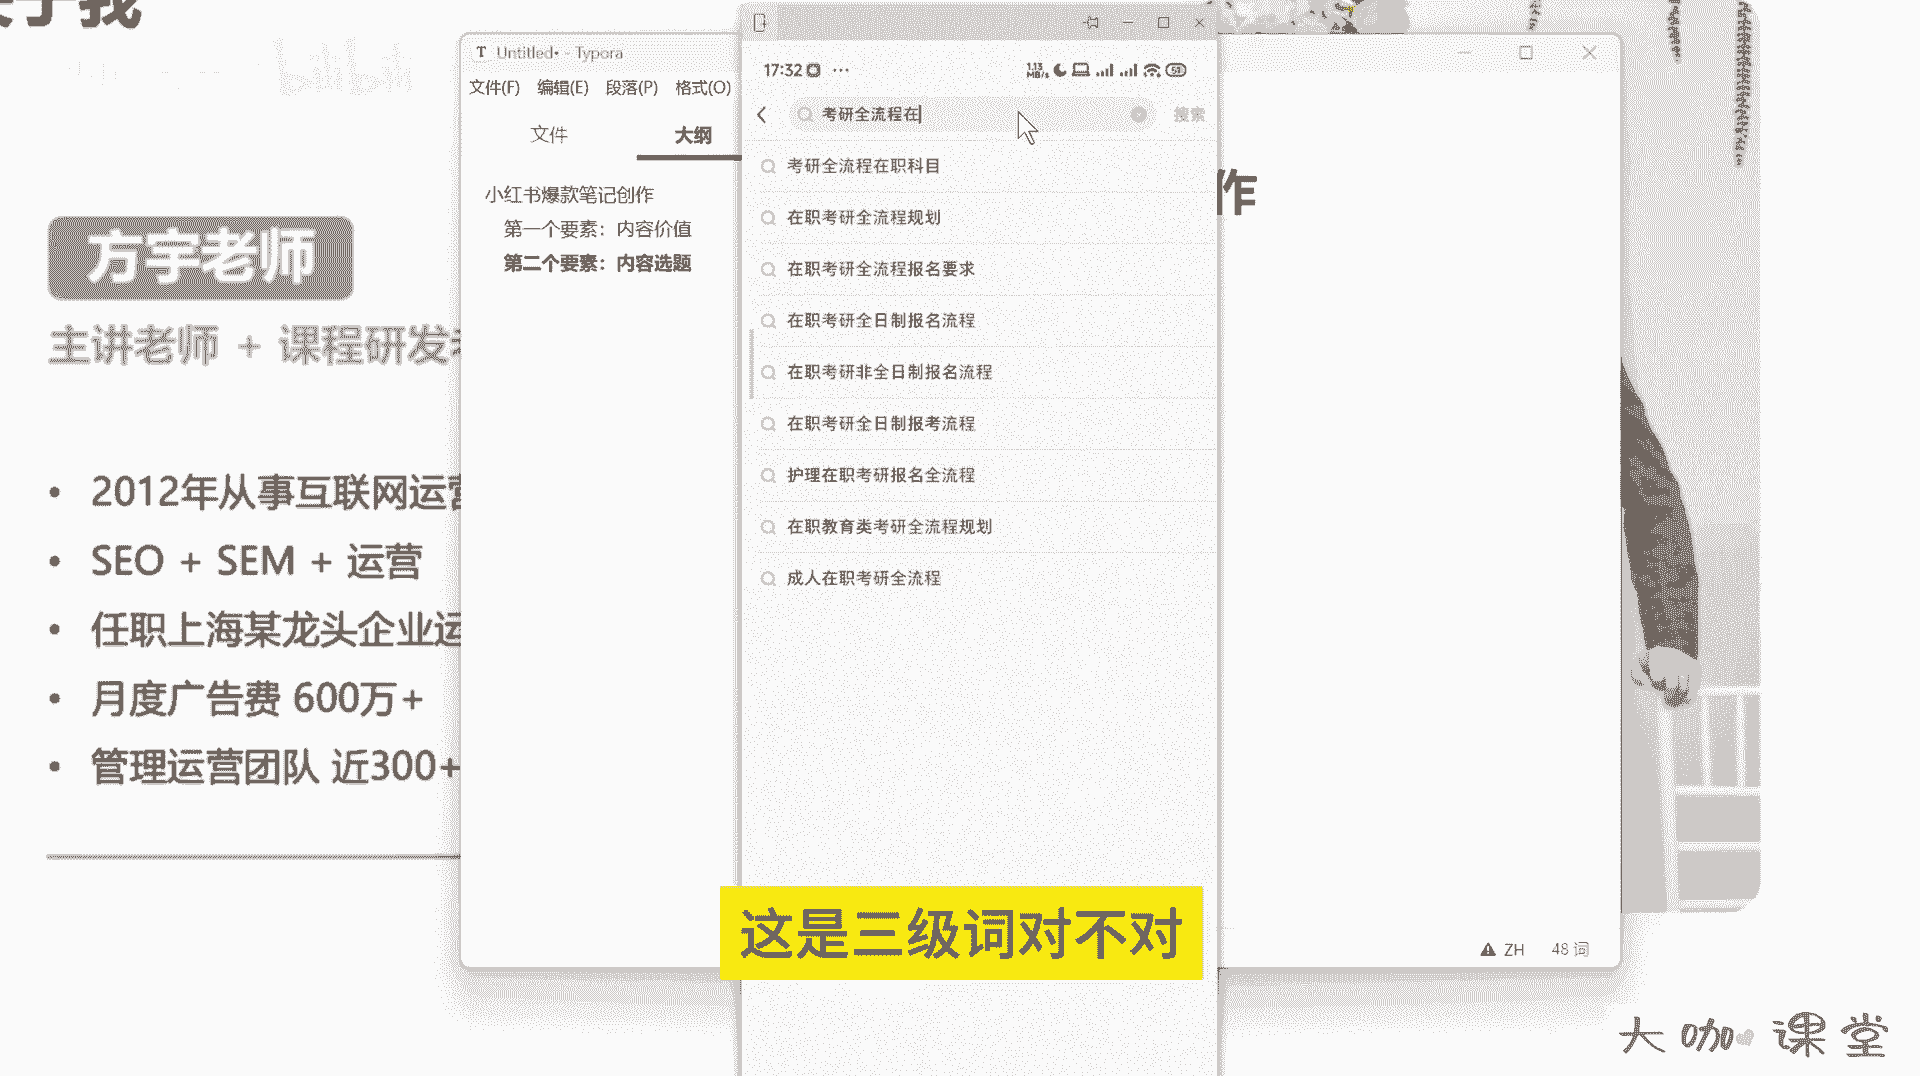 关于我
bilibili
方宇老师
主讲老师 + 课程研发
2012年从事互联网运营
SEO + SEM + 运营
任职上海某龙头企业运
月度广告费 600万+
管理运营团队 近300+
Untitled• - Typora
文件(F) 编辑(E) 段落(P) 格式(O)
文件 大纲
小红书爆款笔记创作
第一个要素：内容价值
第二个要素：内容选题
作
17:32 ···
1.13 MB/s 51
考研全流程在 搜索
考研全流程在职科目
在职考研全流程规划
在职考研全流程报名要求
在职考研全日制报名流程
在职考研非全日制报名流程
在职考研全日制报考流程
护理在职考研报名全流程
在职教育类考研全流程规划
成人在职考研全流程
这是三级词对不对
ZH 48 词
大咖课堂